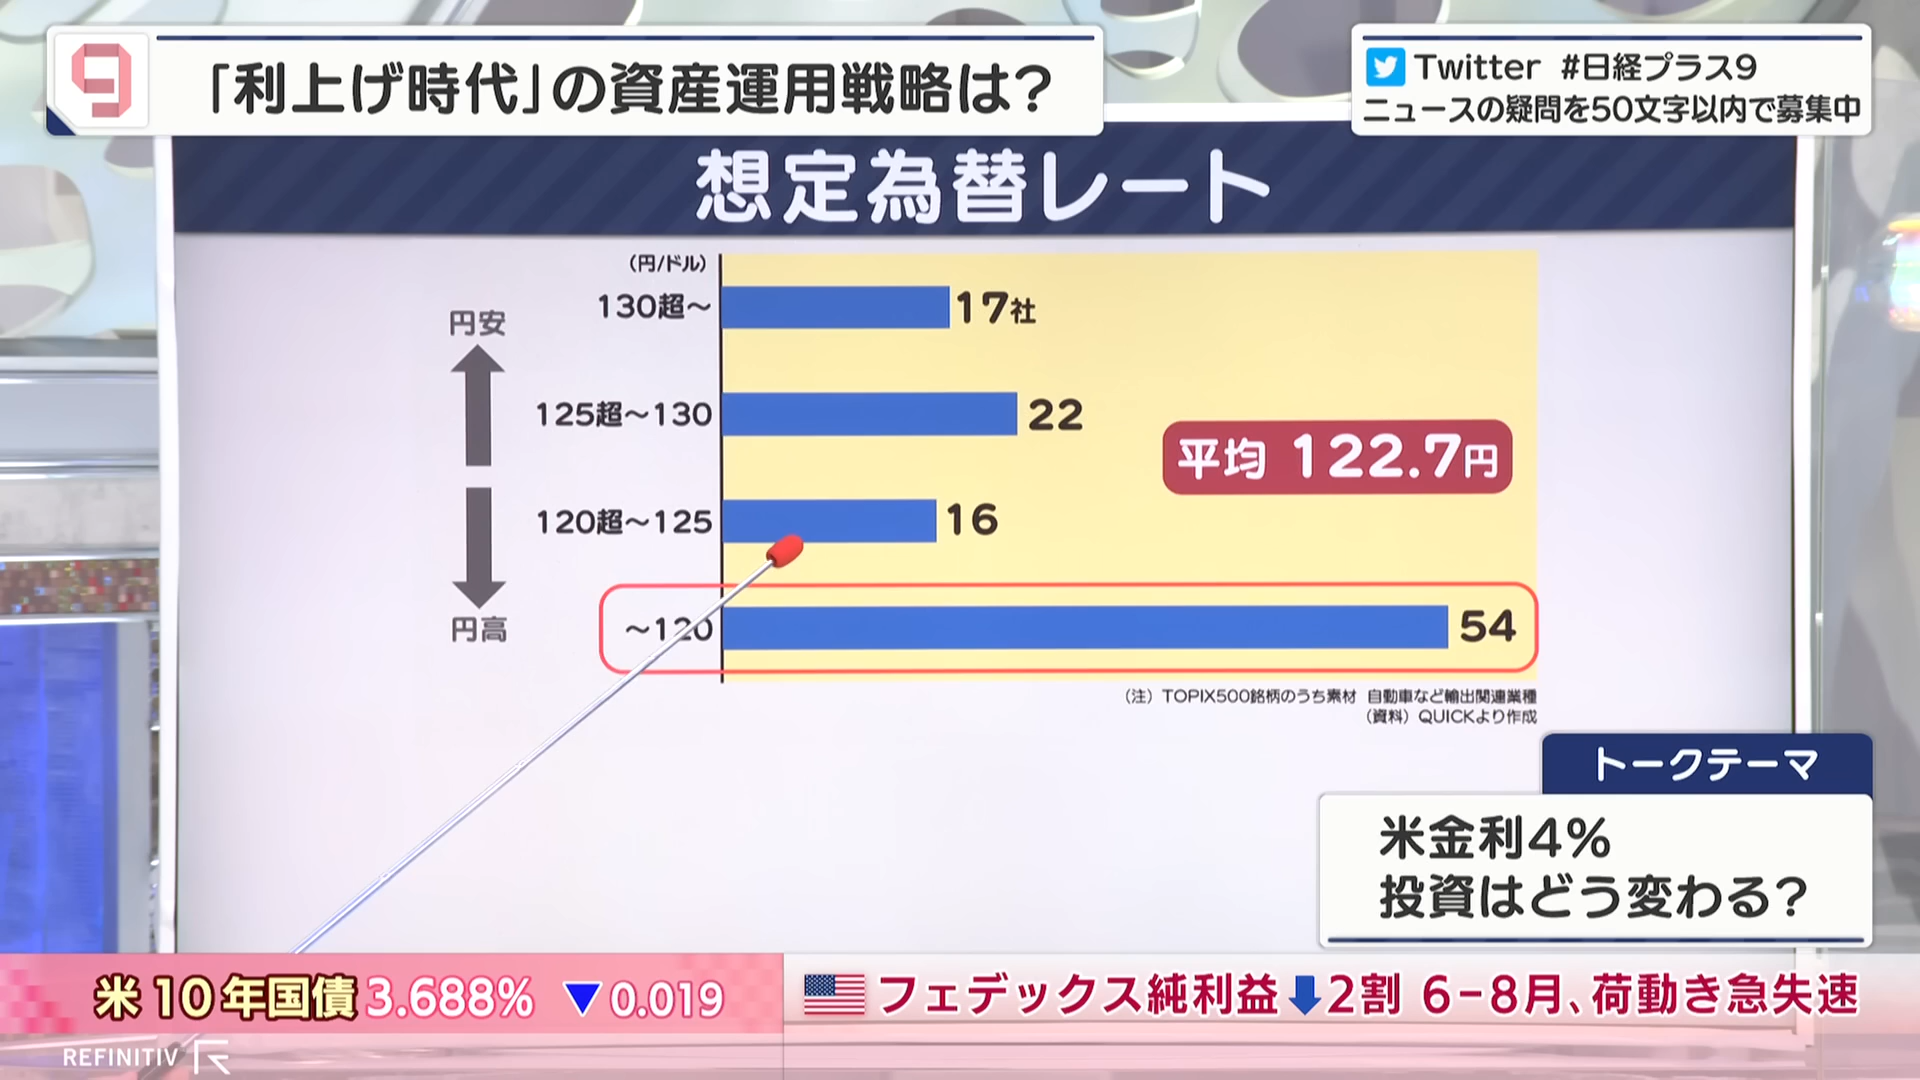 9
「利上げ時代」の資産運用戦略は?
Twitter #日経プラス9
ニュースの疑問を50文字以内で募集中
想定為替レート
(円/ドル)
130超〜
17社
円安
125超〜130
22
平均 122.7円
120超〜125
16
〜120
54
円高
(注) TOPIX500銘柄のうち素材 自動車など輸出関連業種
(資料) QUICKより作成
トークテーマ
米金利4%
投資はどう変わる?
米10年国債 3.688% ▼0.019
フェデックス純利益⬇2割 6-8月、荷動き急失速
REFINITIV